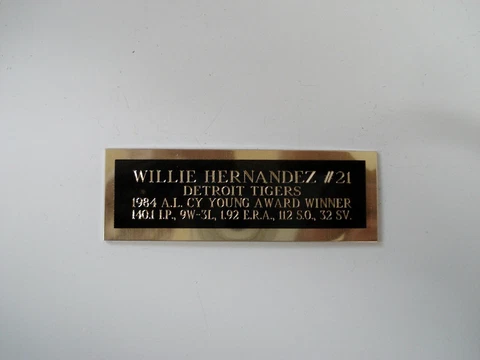 WILLIE HERNANDEZ #21
DETROIT TIGERS
1984 A.L. CY YOUNG AWARD WINNER
140.1 I.P., 9W-3L, 1.92 E.R.A., 112 S.O., 32 SV.